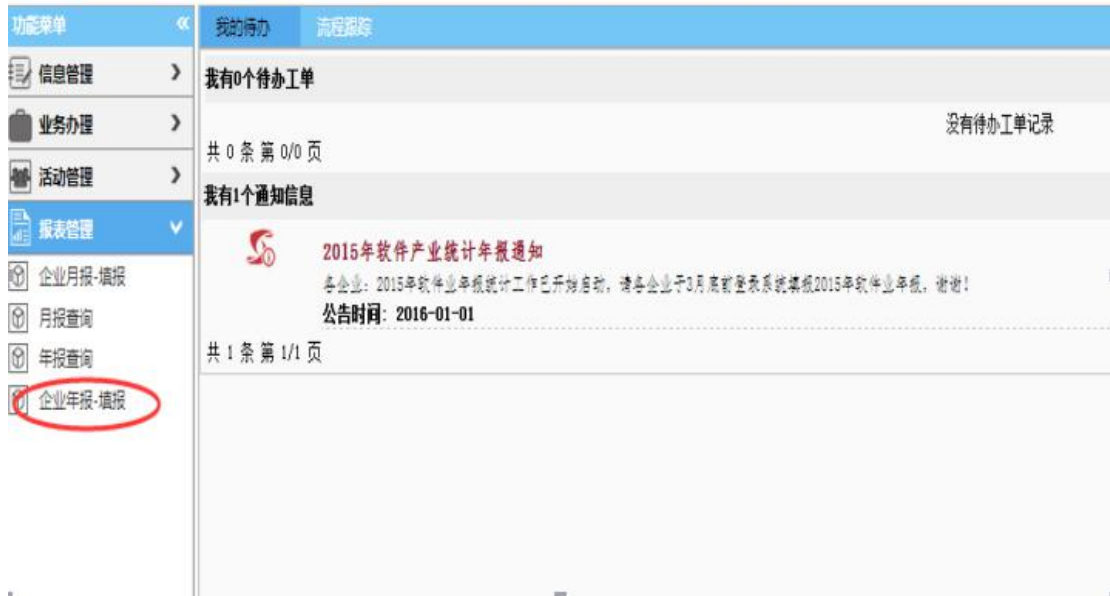 功能菜单
信息管理
业务办理
活动管理
报表管理
企业月报-填报
月报查询
年报查询
企业年报-填报
我的待办 流程跟踪
我有0个待办工单
没有待办工单记录
共 0 条 第 0/0 页
我有1个通知信息
2015年软件产业统计年报通知
各企业：2015年软件业年报统计工作已开始启动，请各企业于3月底前登录系统填报2015年软件业年报，谢谢！
公告时间：2016-01-01
共 1 条 第 1/1 页